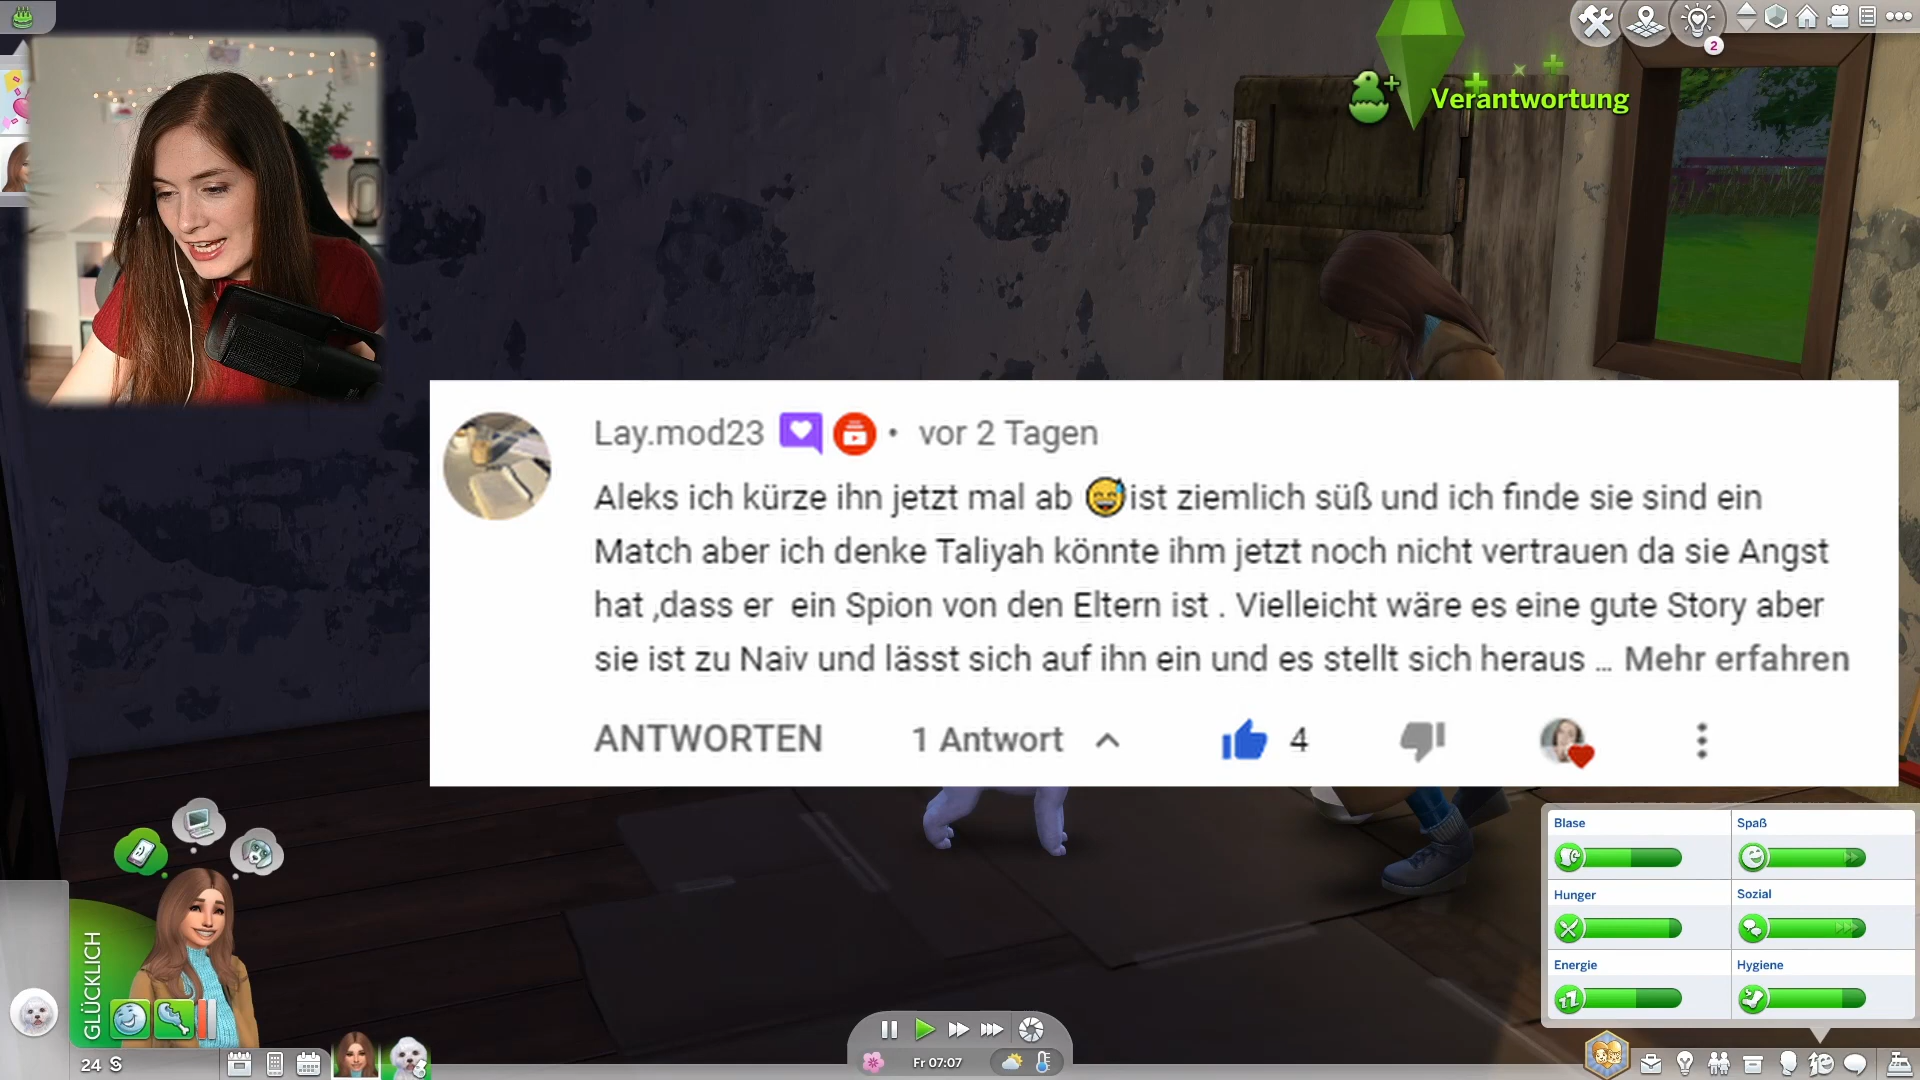 2
Verantwortung
Lay.mod23 • vor 2 Tagen
Aleks ich kürze ihn jetzt mal ab 😅ist ziemlich süß und ich finde sie sind ein
Match aber ich denke Taliyah könnte ihm jetzt noch nicht vertrauen da sie Angst
hat ,dass er  ein Spion von den Eltern ist . Vielleicht wäre es eine gute Story aber
sie ist zu Naiv und lässt sich auf ihn ein und es stellt sich heraus ... Mehr erfahren
ANTWORTEN 1 Antwort 4
Blase Spaß
Hunger Sozial
Energie Hygiene
GLÜCKLICH
24 S
Fr 07:07